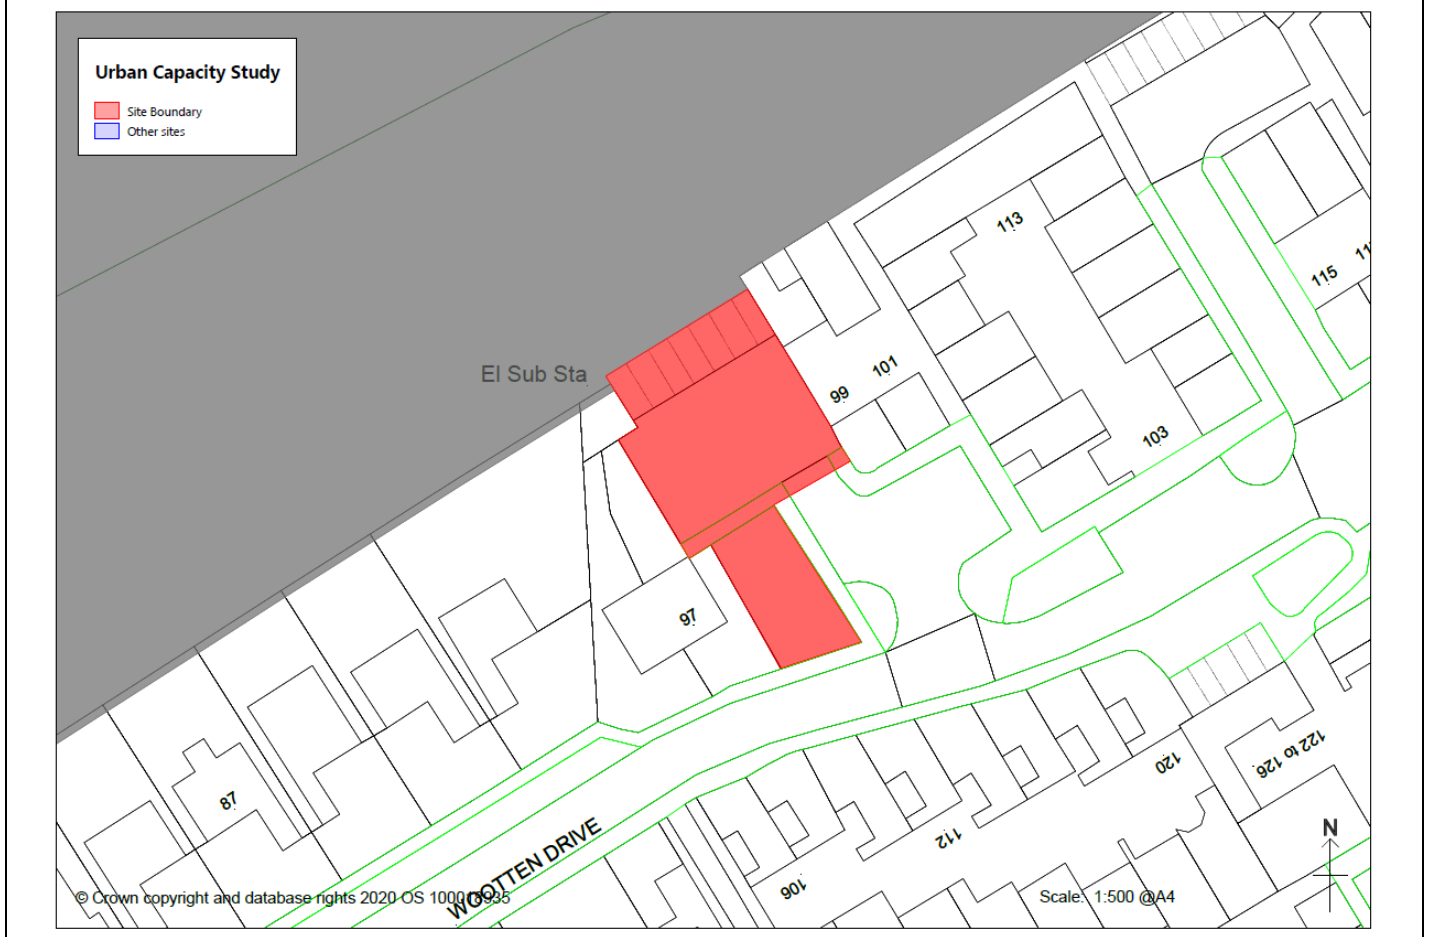 Urban Capacity Study
Site Boundary
Other sites
113
115
El Sub Sta
101
99
103
97
87
122 to 126
120
112
106
WOOTTEN DRIVE
N
© Crown copyright and database rights 2020 OS 100018935
Scale: 1:500 @A4